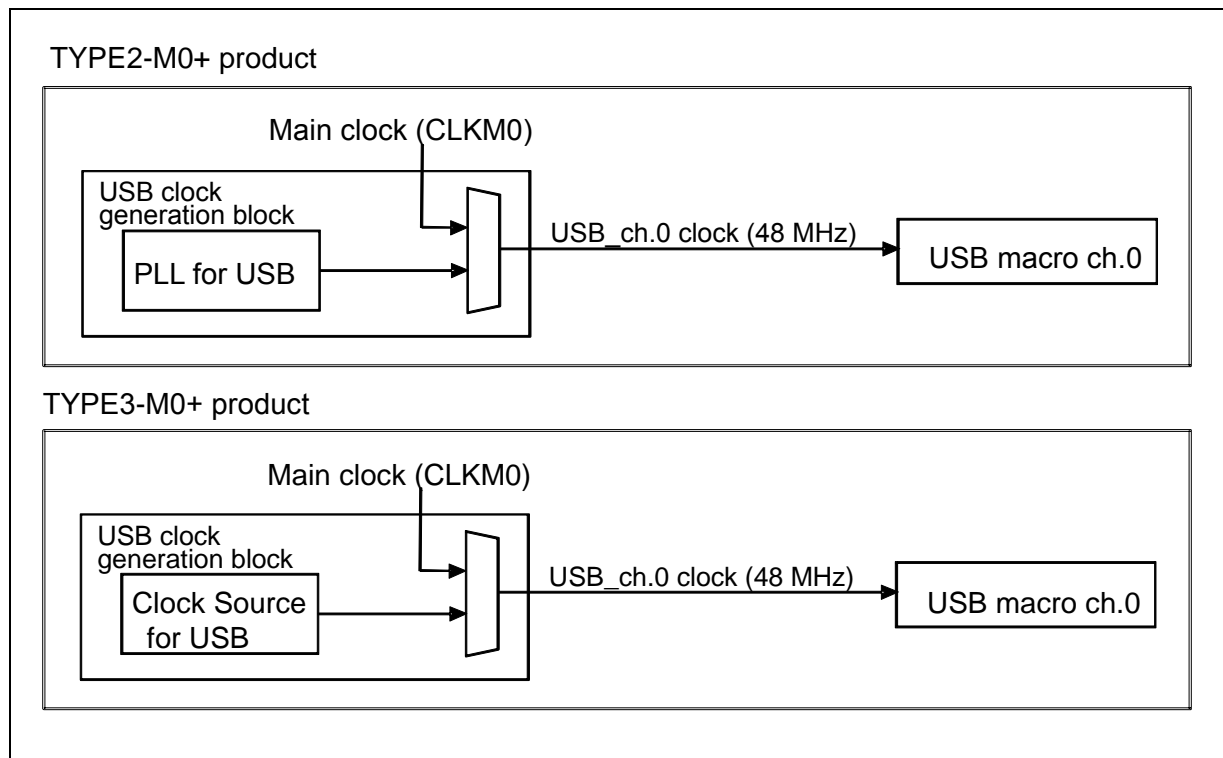 TYPE2-M0+ product
Main clock (CLKM0)
USB clock
generation block
PLL for USB
USB_ch.0 clock (48 MHz)
USB macro ch.0
TYPE3-M0+ product
Main clock (CLKM0)
USB clock
generation block
Clock Source
for USB
USB_ch.0 clock (48 MHz)
USB macro ch.0